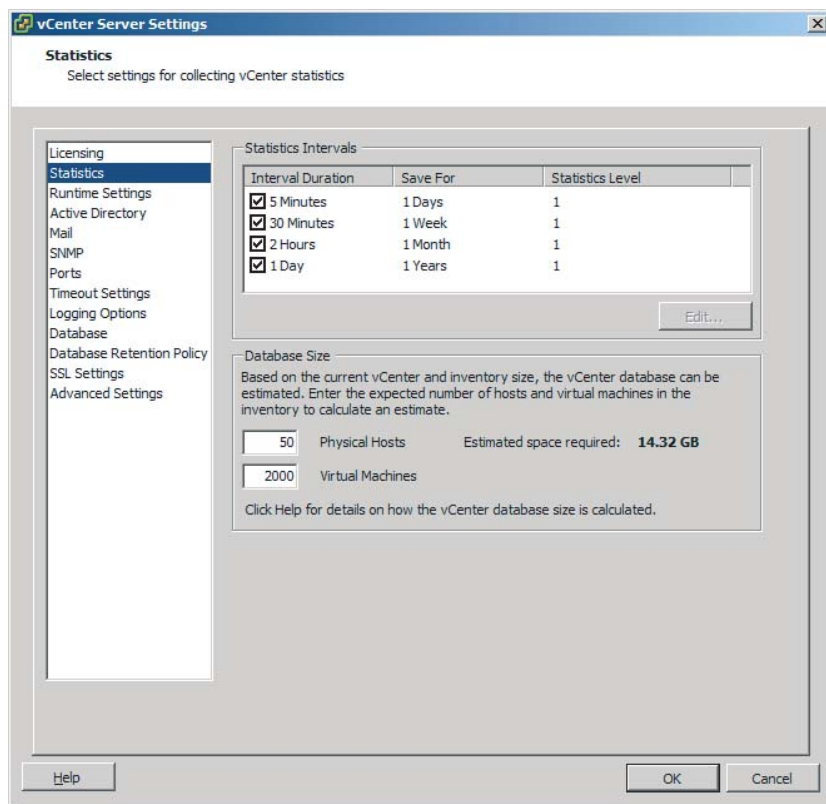 vCenter Server Settings
Statistics
Select settings for collecting vCenter statistics
Licensing
Statistics
Runtime Settings
Active Directory
Mail
SNMP
Ports
Timeout Settings
Logging Options
Database
Database Retention Policy
SSL Settings
Advanced Settings
Statistics Intervals
Interval Duration Save For Statistics Level
5 Minutes 1 Days 1
30 Minutes 1 Week 1
2 Hours 1 Month 1
1 Day 1 Years 1
Edit...
Database Size
Based on the current vCenter and inventory size, the vCenter database can be
estimated. Enter the expected number of hosts and virtual machines in the
inventory to calculate an estimate.
50 Physical Hosts Estimated space required: 14.32 GB
2000 Virtual Machines
Click Help for details on how the vCenter database size is calculated.
Help OK Cancel